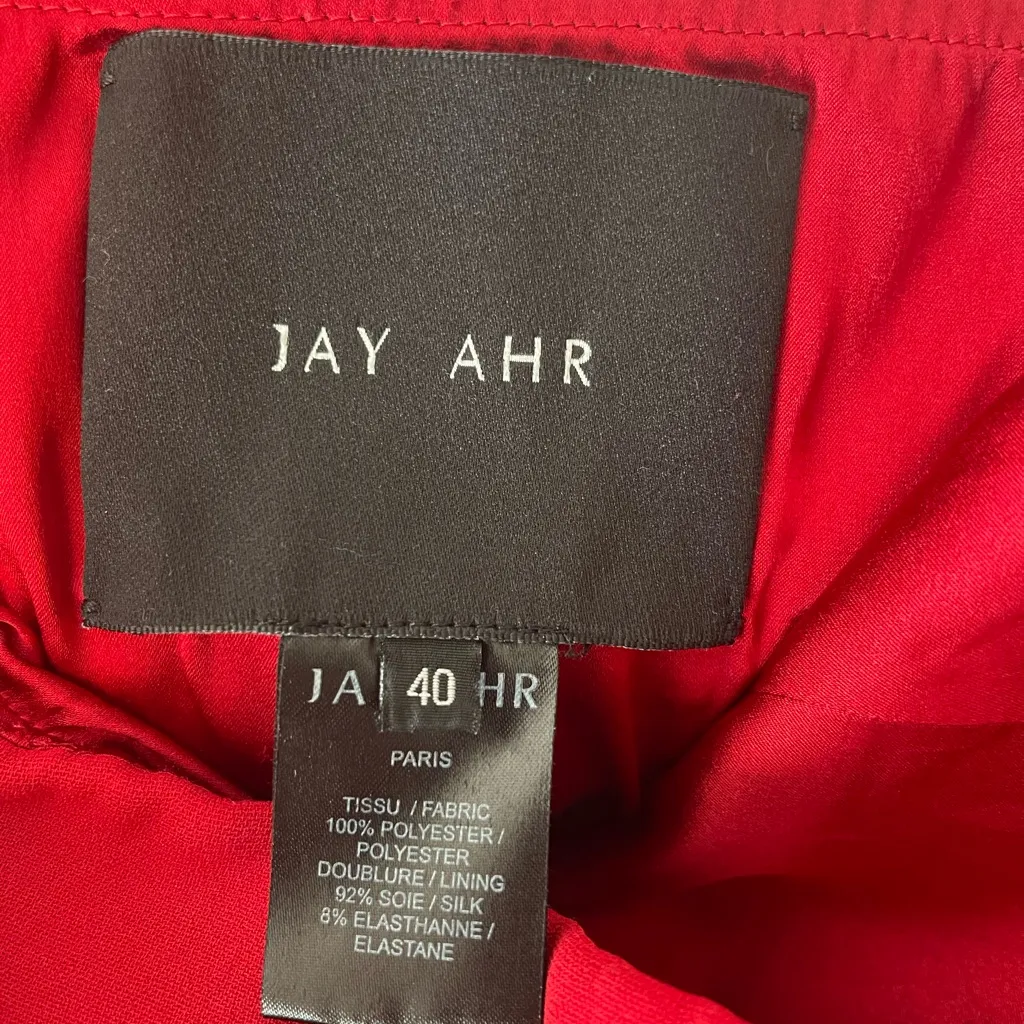 JAY AHR
JA 40 HR
PARIS
TISSU / FABRIC
100% POLYESTER /
POLYESTER
DOUBLURE / LINING
92% SOIE / SILK
8% ELASTHANNE /
ELASTANE